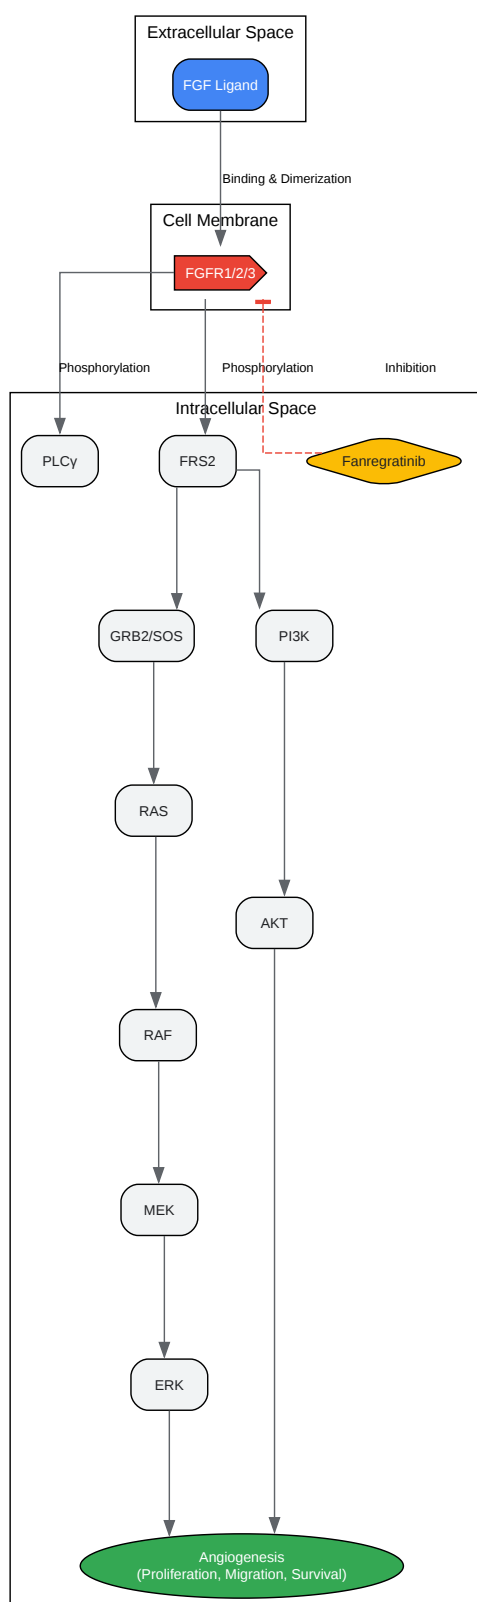 Extracellular Space
FGF Ligand
Binding & Dimerization
Cell Membrane
FGFR1/2/3
Phosphorylation
Phosphorylation
Inhibition
Intracellular Space
PLCγ
FRS2
Fanregratinib
GRB2/SOS
PI3K
RAS
AKT
RAF
MEK
ERK
Angiogenesis
(Proliferation, Migration, Survival)